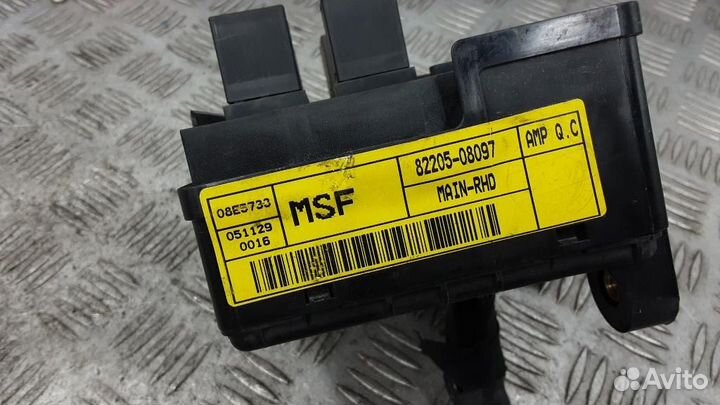 08E5733
051129
0016
MSF
82205-08097
MAIN-RHD
AMP Q.C
Avito